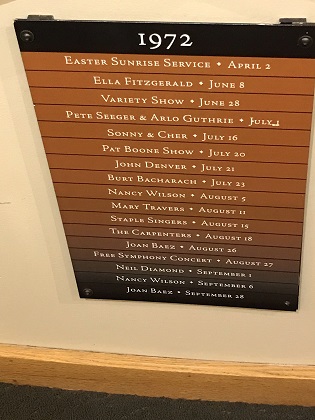 1972
Easter Sunrise Service • April 2
Ella Fitzgerald • June 8
Variety Show • June 28
Pete Seeger & Arlo Guthrie • July 1
Sonny & Cher • July 16
Pat Boone Show • July 20
John Denver • July 21
Burt Bacharach • July 23
Nancy Wilson • August 5
Mary Travers • August 11
Staple Singers • August 15
The Carpenters • August 18
Joan Baez • August 26
Free Symphony Concert • August 27
Neil Diamond • September 1
Nancy Wilson • September 6
Joan Baez • September 28